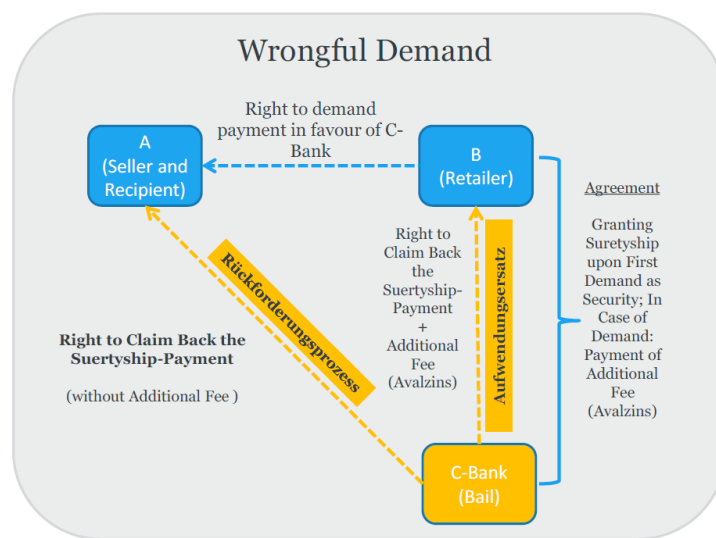 Wrongful Demand
Right to demand
payment in favour of C-
Bank
A
(Seller and
Recipient)
B
(Retailer)
Agreement
Granting
Suretyship
upon First
Demand as
Security; In
Case of
Demand:
Payment of
Additional
Fee
(Avalzins)
Right to
Claim Back
the
Suertyship-
Payment
+
Additional
Fee
(Avalzins)
Aufwendungsersatz
Rückforderungsprozess
Right to Claim Back the
Suertyship-Payment
(without Additional Fee )
C-Bank
(Bail)